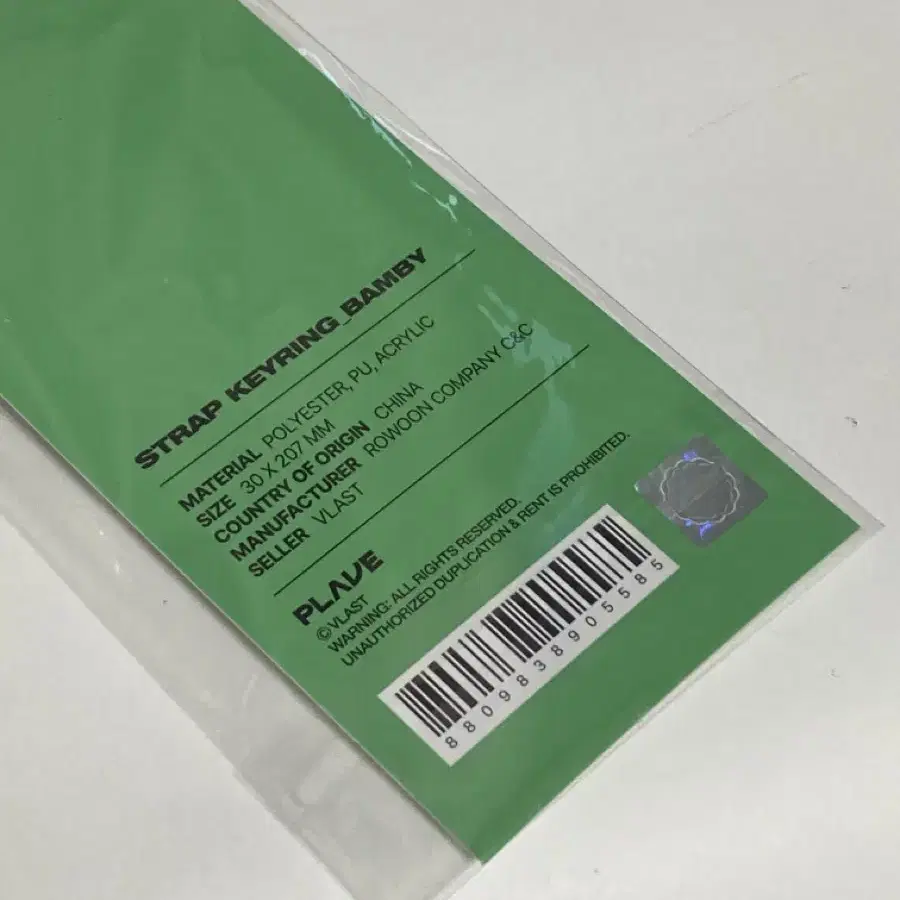 STRAP KEYRING_BAMBY
MATERIAL POLYESTER, PU, ACRYLIC
SIZE 30 X 207 MM
COUNTRY OF ORIGIN CHINA
MANUFACTURER ROWOON COMPANY C&C
SELLER VLAST
PLAVE
©VLAST
WARNING: ALL RIGHTS RESERVED.
UNAUTHORIZED DUPLICATION & RENT IS PROHIBITED.
8809838905585